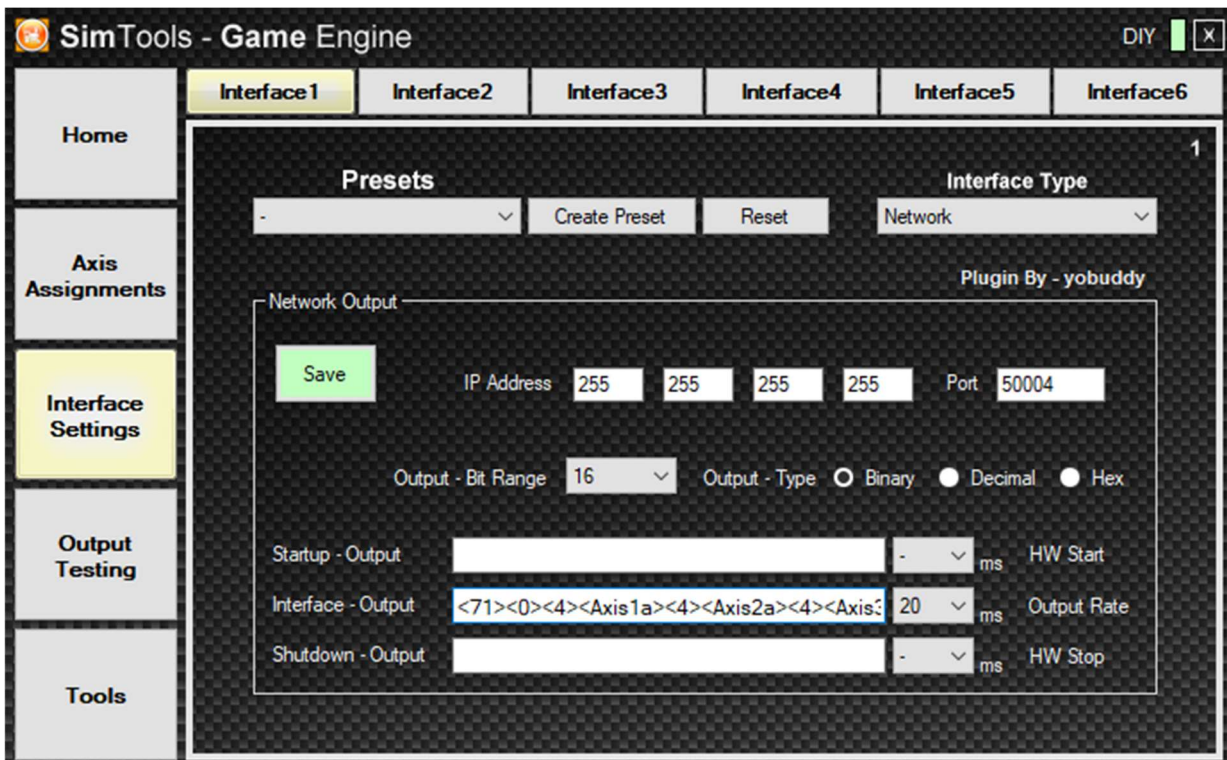 SimTools - Game Engine DIY X
Interface1 Interface2 Interface3 Interface4 Interface5 Interface6
Home
Axis
Assignments
Interface
Settings
Output
Testing
Tools
1
Presets Interface Type
- Create Preset Reset Network
Plugin By - yobuddy
Network Output
Save IP Address 255 255 255 255 Port 50004
Output - Bit Range 16 Output - Type Binary Decimal Hex
Startup - Output - ms HW Start
Interface - Output <71><0><4><Axis1a><4><Axis2a><4><Axis3 20 ms Output Rate
Shutdown - Output - ms HW Stop